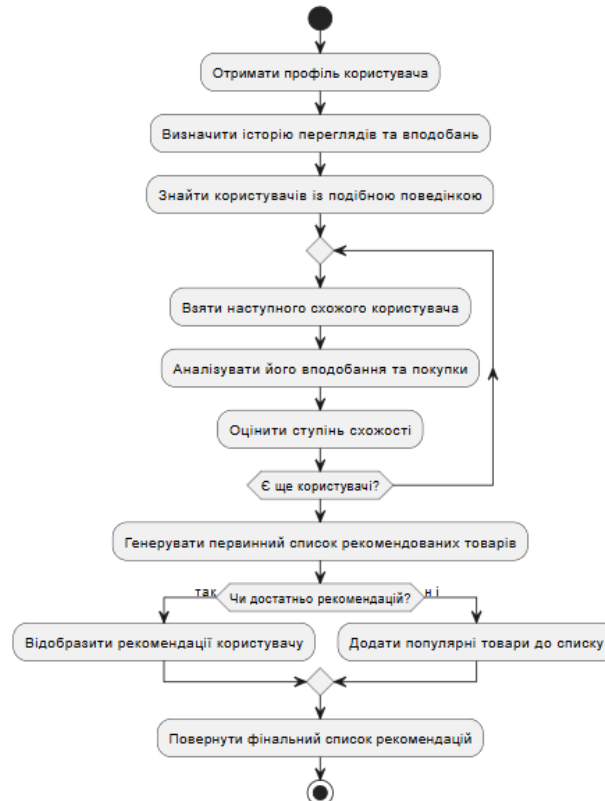 Отримати профіль користувача
Визначити історію переглядів та вподобань
Знайти користувачів із подібною поведінкою
Взяти наступного схожого користувача
Аналізувати його вподобання та покупки
Оцінити ступінь схожості
Є ще користувачі?
Генерувати первинний список рекомендованих товарів
так
Чи достатньо рекомендацій?
ні
Відобразити рекомендації користувачу
Додати популярні товари до списку
Повернути фінальний список рекомендацій